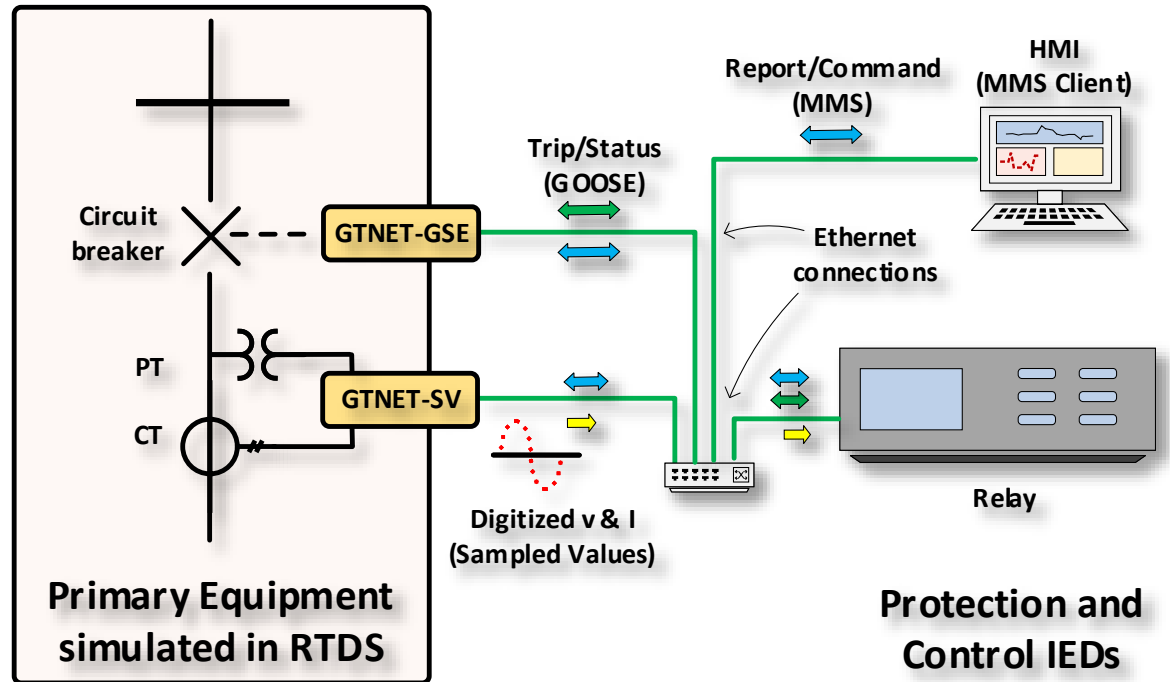 Circuit
breaker
PT
CT
GTNET-GSE
GTNET-SV
Primary Equipment
simulated in RTDS
Trip/Status
(GOOSE)
Digitized v & I
(Sampled Values)
Report/Command
(MMS)
HMI
(MMS Client)
Ethernet
connections
Relay
Protection and
Control IEDs